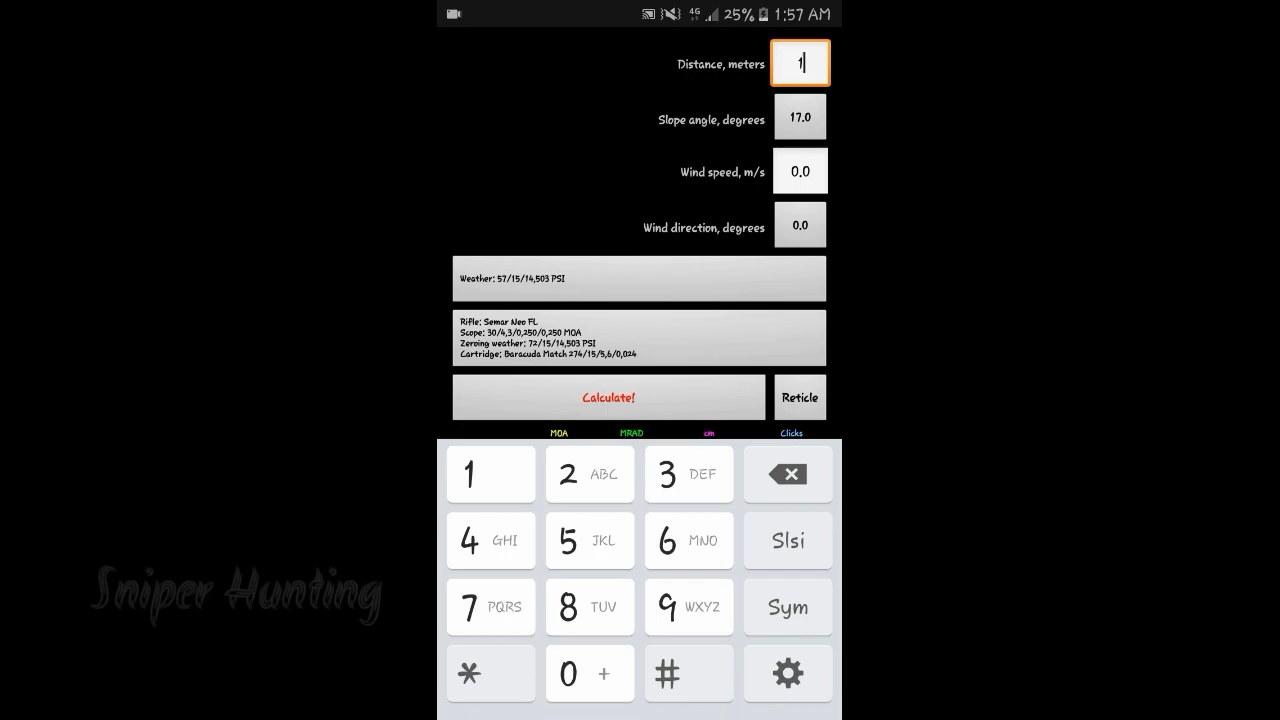 4G 25% 1:57 AM
Distance, meters 1
Slope angle, degrees 17.0
Wind speed, m/s 0.0
Wind direction, degrees 0.0
Weather: 57/15/14,503 PSI
Rifle: Semar Neo FL
Scope: 30/4,3/0,250/0,250 MOA
Zeroing weather: 72/15/14,503 PSI
Cartridge: Baracuda Match 274/15/5,6/0,024
Calculate! Reticle
MOA MRAD cm Clicks
1 2 ABC 3 DEF
4 GHI 5 JKL 6 MNO Slsi
7 PQRS 8 TUV 9 WXYZ Sym
* 0 + #
Sniper Hunting